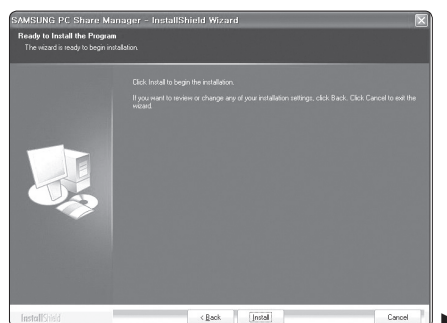 SAMSUNG PC Share Manager - InstallShield Wizard
Ready to Install the Program
The wizard is ready to begin installation.
Click Install to begin the installation.
If you want to review or change any of your installation settings, click Back. Click Cancel to exit the
wizard.
InstallShield
< Back
Install
Cancel